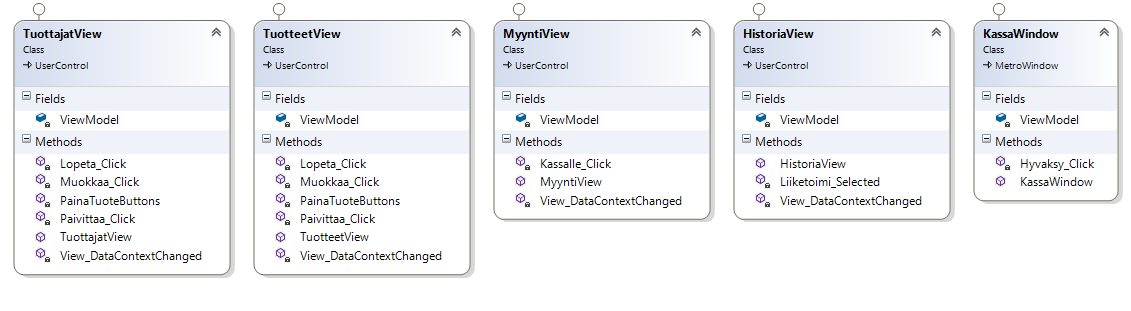 TuottajatView
Class
UserControl
Fields
ViewModel
Methods
Lopeta_Click
Muokkaa_Click
PainaTuoteButtons
Paivittaa_Click
TuottajatView
View_DataContextChanged
TuotteetView
Class
UserControl
Fields
ViewModel
Methods
Lopeta_Click
Muokkaa_Click
PainaTuoteButtons
Paivittaa_Click
TuotteetView
View_DataContextChanged
MyyntiView
Class
UserControl
Fields
ViewModel
Methods
Kassalle_Click
MyyntiView
View_DataContextChanged
HistoriaView
Class
UserControl
Fields
ViewModel
Methods
HistoriaView
Liiketoimi_Selected
View_DataContextChanged
KassaWindow
Class
MetroWindow
Fields
ViewModel
Methods
Hyvaksy_Click
KassaWindow